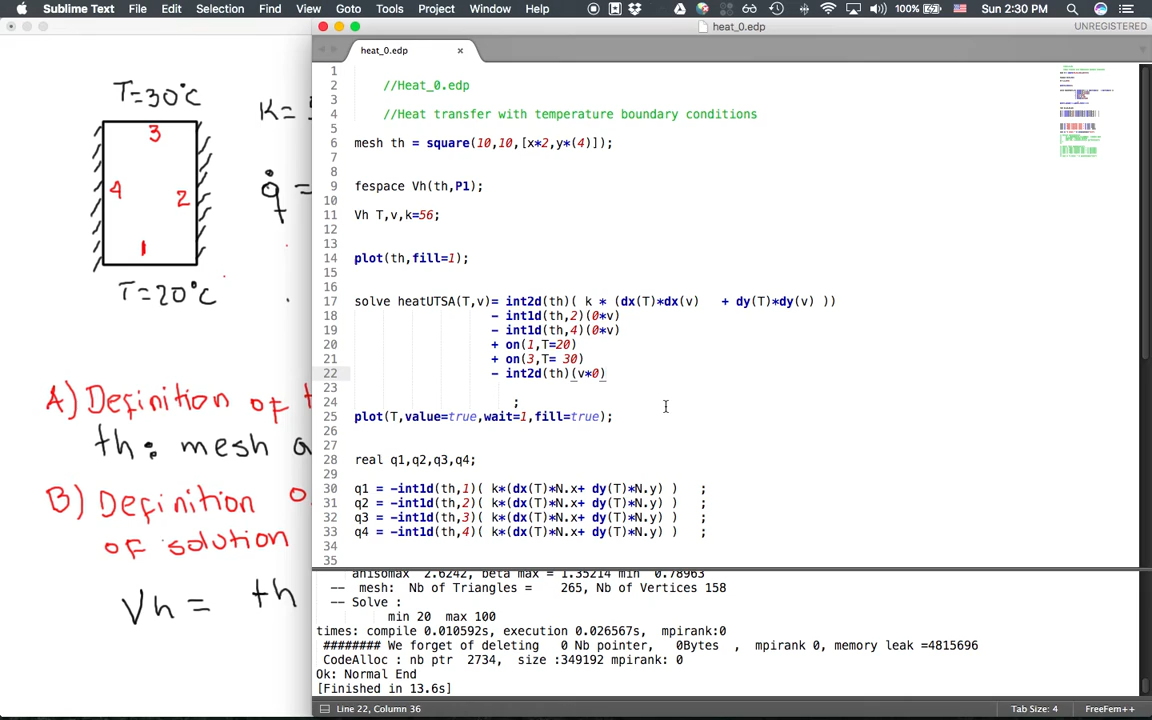 Sublime Text File Edit Selection Find View Goto Tools Project Window Help 100% Sun 2:30 PM
heat_0.edp UNREGISTERED
heat_0.edp
T=30°C
K=
3
4
2
q̇ =
1
T=20°C
A) Definition of t
th: mesh a
B) Definition o
of solution
Vh = th
1
2 //Heat_0.edp
3
4 //Heat transfer with temperature boundary conditions
5
6 mesh th = square(10,10,[x*2,y*(4)]);
7
8
9 fespace Vh(th,P1);
10
11 Vh T,v,k=56;
12
13
14 plot(th,fill=1);
15
16
17 solve heatUTSA(T,v)= int2d(th)( k * (dx(T)*dx(v) + dy(T)*dy(v) ))
18 - int1d(th,2)(0*v)
19 - int1d(th,4)(0*v)
20 + on(1,T=20)
21 + on(3,T= 30)
22 - int2d(th)(v*0)
23
24 ;
25 plot(T,value=true,wait=1,fill=true);
26
27
28 real q1,q2,q3,q4;
29
30 q1 = -int1d(th,1)( k*(dx(T)*N.x+ dy(T)*N.y) ) ;
31 q2 = -int1d(th,2)( k*(dx(T)*N.x+ dy(T)*N.y) ) ;
32 q3 = -int1d(th,3)( k*(dx(T)*N.x+ dy(T)*N.y) ) ;
33 q4 = -int1d(th,4)( k*(dx(T)*N.x+ dy(T)*N.y) ) ;
34
35
anisomax 2.6242, beta max = 1.35214 min 0.78963
-- mesh: Nb of Triangles = 265, Nb of Vertices 158
-- Solve :
min 20 max 100
times: compile 0.010592s, execution 0.026567s, mpirank:0
######## We forget of deleting 0 Nb pointer, 0Bytes , mpirank 0, memory leak =4815696
CodeAlloc : nb ptr 2734, size :349192 mpirank: 0
Ok: Normal End
[Finished in 13.6s]
Line 22, Column 36 Tab Size: 4 FreeFem++